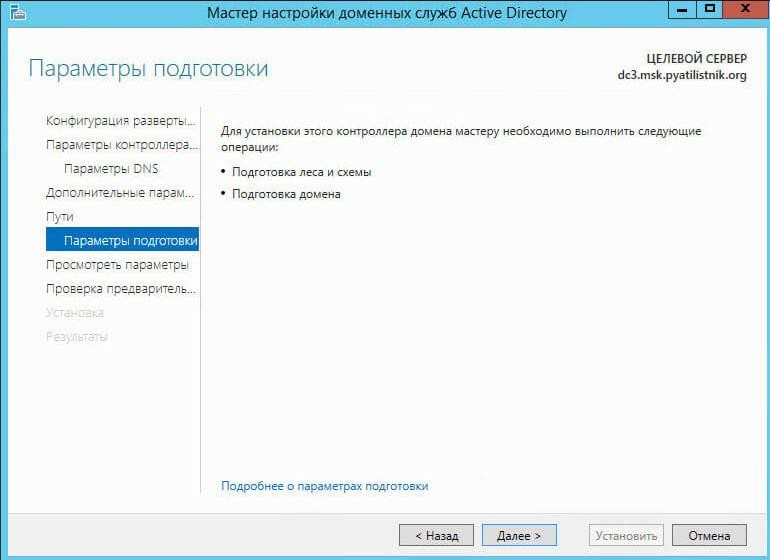 Мастер настройки доменных служб Active Directory
Параметры подготовки
ЦЕЛЕВОЙ СЕРВЕР
dc3.msk.pyatilistnik.org
Конфигурация разверты...
Параметры контроллера...
Параметры DNS
Дополнительные парам...
Пути
Параметры подготовки
Просмотреть параметры
Проверка предваритель...
Установка
Результаты
Для установки этого контроллера домена мастеру необходимо выполнить следующие
операции:
• Подготовка леса и схемы
• Подготовка домена
Подробнее о параметрах подготовки
< Назад
Далее >
Установить
Отмена